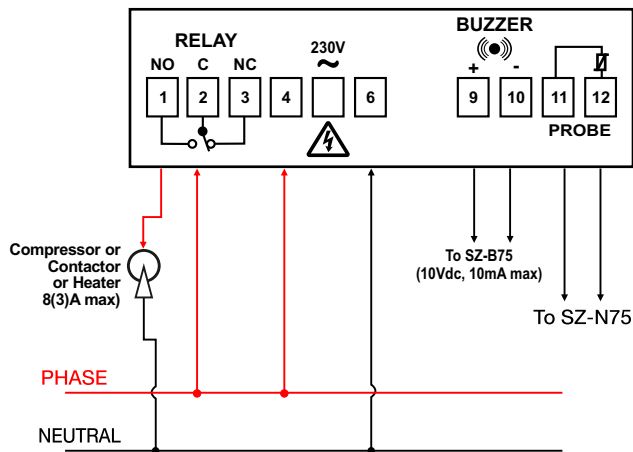 RELAY
NO C NC
230V
~
BUZZER
+ -
1 2 3 4 6 9 10 11 12
PROBE
Compressor or
Contactor
or Heater
8(3)A max)
To SZ-B75
(10Vdc, 10mA max)
To SZ-N75
PHASE
NEUTRAL